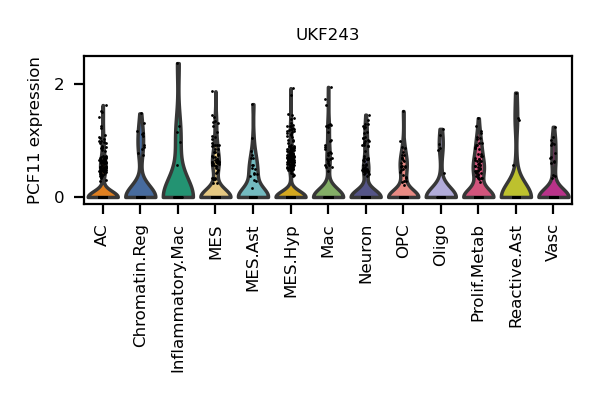 UKF243
PCF11 expression
2
0
AC
Chromatin.Reg
Inflammatory.Mac
MES
MES.Ast
MES.Hyp
Mac
Neuron
OPC
Oligo
Prolif.Metab
Reactive.Ast
Vasc